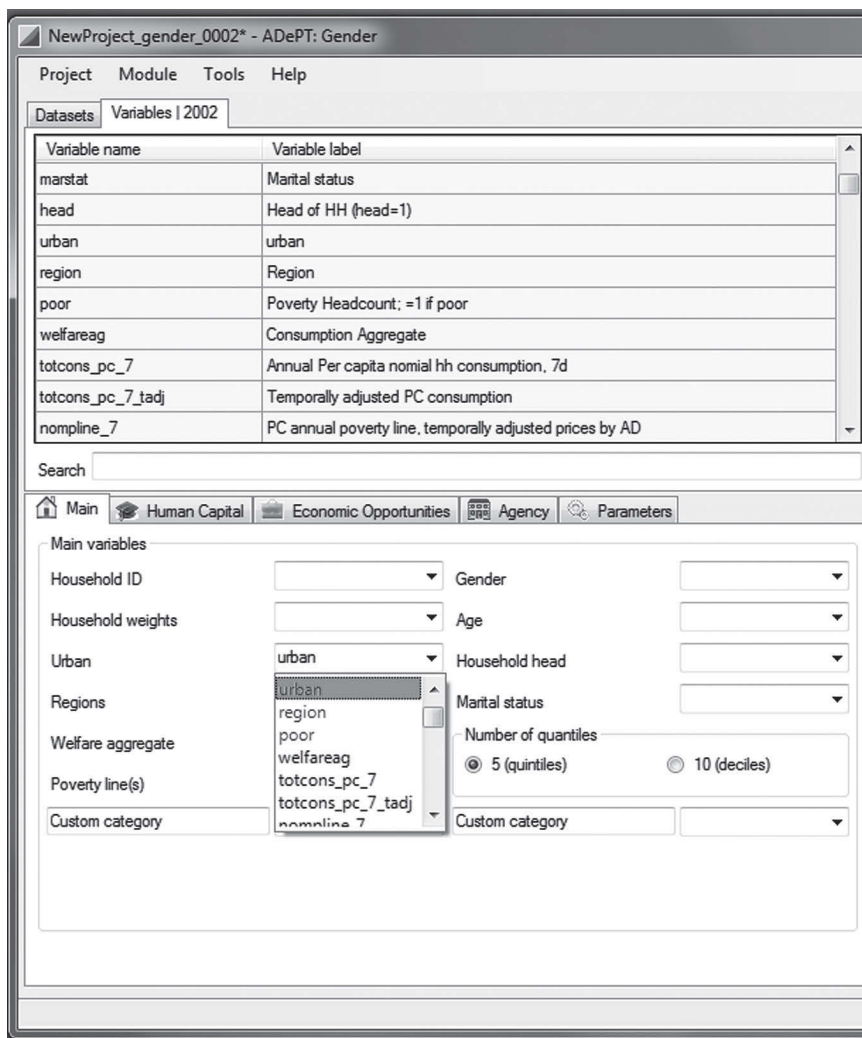 NewProject_gender_0002* - ADePT: Gender
Project Module Tools Help
Datasets Variables | 2002
Variable name Variable label
marstat Marital status
head Head of HH (head=1)
urban urban
region Region
poor Poverty Headcount; =1 if poor
welfareag Consumption Aggregate
totcons_pc_7 Annual Per capita nomial hh consumption, 7d
totcons_pc_7_tadj Temporally adjusted PC consumption
nompline_7 PC annual poverty line, temporally adjusted prices by AD
Search
Main Human Capital Economic Opportunities Agency Parameters
Main variables
Household ID Gender
Household weights Age
Urban urban Household head
urban
Regions region Marital status
poor Number of quantiles
Welfare aggregate welfareag 5 (quintiles) 10 (deciles)
Poverty line(s) totcons_pc_7
totcons_pc_7_tadj
Custom category nompline_7 Custom category